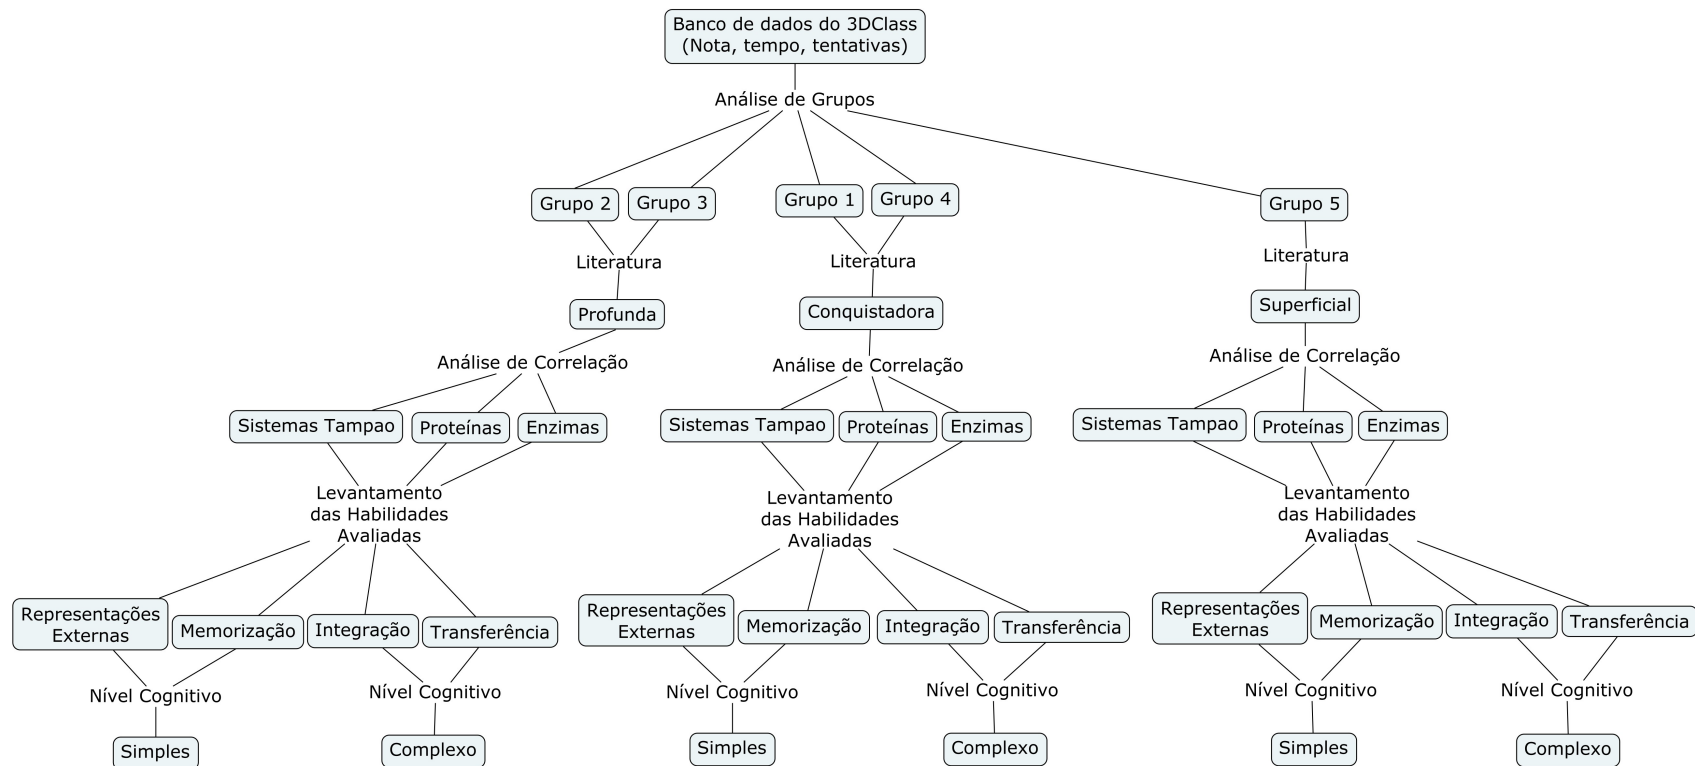 Banco de dados do 3DClass
(Nota, tempo, tentativas)
Análise de Grupos
Grupo 2
Grupo 3
Grupo 1
Grupo 4
Grupo 5
Literatura
Literatura
Literatura
Profunda
Conquistadora
Superficial
Análise de Correlação
Análise de Correlação
Análise de Correlação
Sistemas Tampao
Proteínas
Enzimas
Sistemas Tampao
Proteínas
Enzimas
Sistemas Tampao
Proteínas
Enzimas
Levantamento
das Habilidades
Avaliadas
Levantamento
das Habilidades
Avaliadas
Levantamento
das Habilidades
Avaliadas
Representações
Externas
Memorização
Integração
Transferência
Representações
Externas
Memorização
Integração
Transferência
Representações
Externas
Memorização
Integração
Transferência
Nível Cognitivo
Nível Cognitivo
Nível Cognitivo
Nível Cognitivo
Nível Cognitivo
Nível Cognitivo
Simples
Complexo
Simples
Complexo
Simples
Complexo